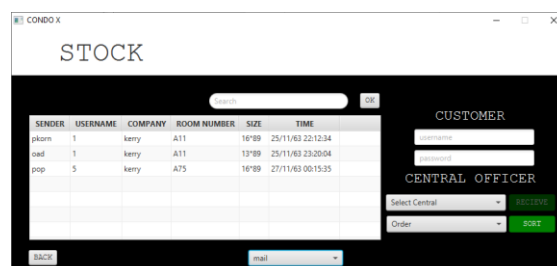 CONDO X
STOCK
Search OK
SENDER USERNAME COMPANY ROOM NUMBER SIZE TIME
pkorn 1 kerry A11 16*89 25/11/63 22:12:34
oad 1 kerry A11 13*89 25/11/63 23:20:04
pop 5 kerry A75 16*89 27/11/63 00:15:35
CUSTOMER
username
password
CENTRAL OFFICER
Select Central RECIEVE
Order SORT
BACK mail